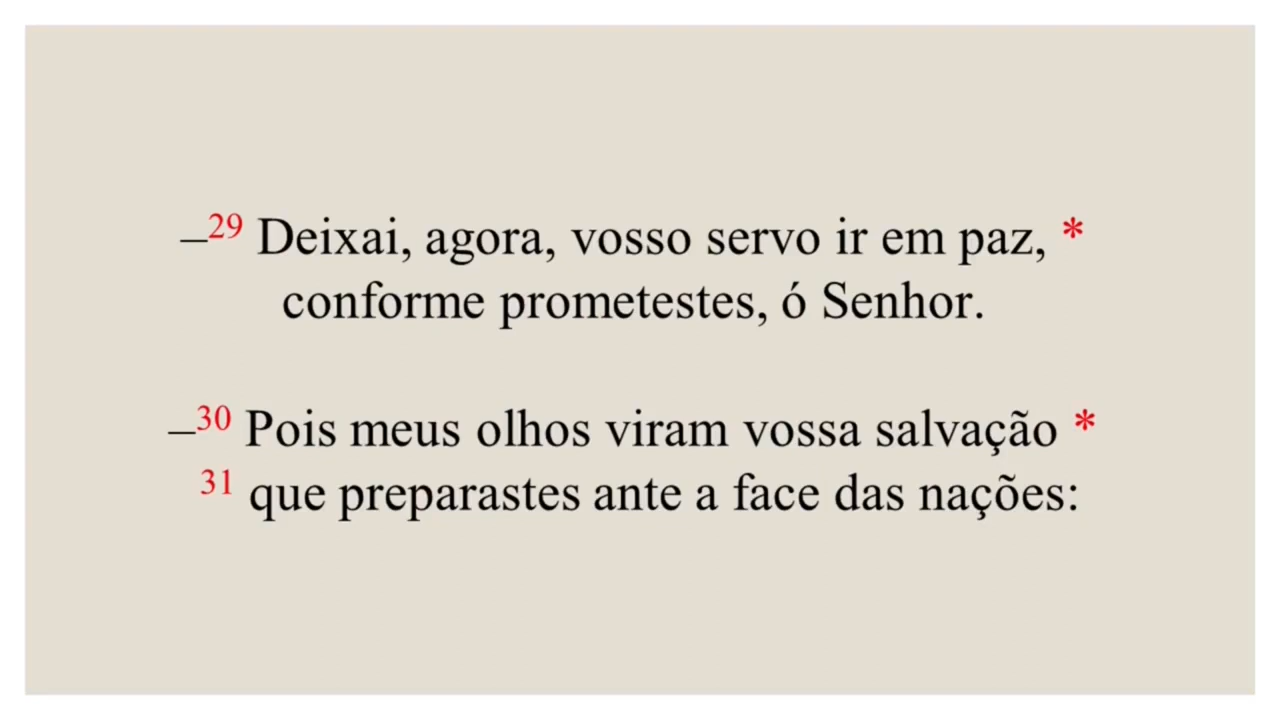 –29 Deixai, agora, vosso servo ir em paz, *
conforme prometestes, ó Senhor.
–30 Pois meus olhos viram vossa salvação *
31 que preparastes ante a face das nações: